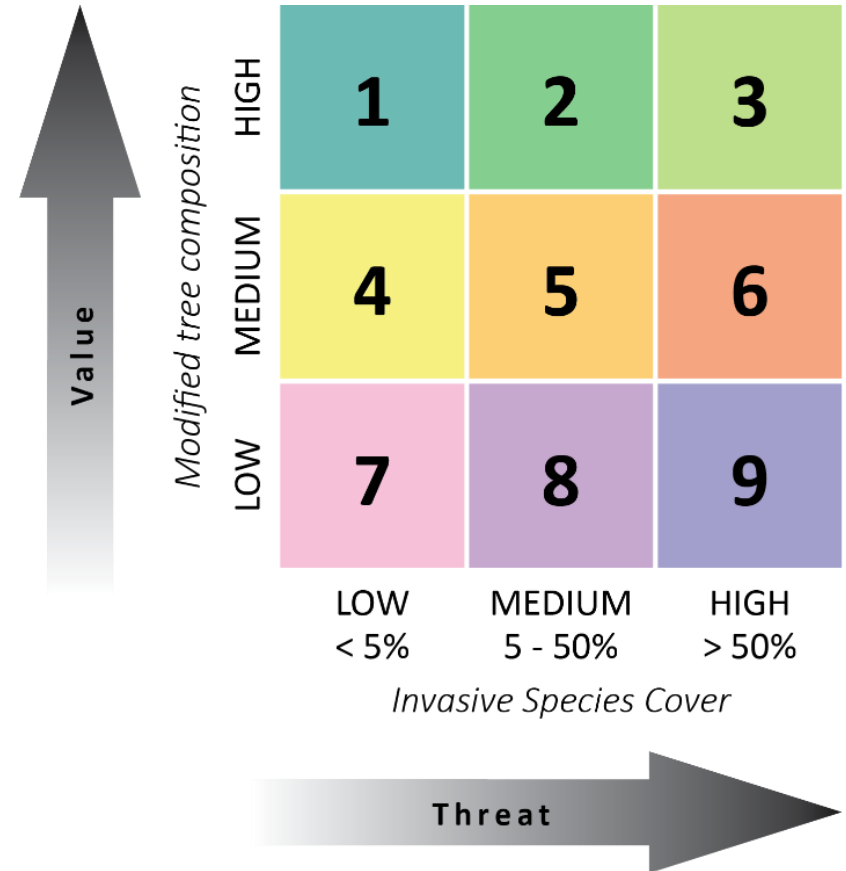 Value
Modified tree composition
HIGH
1 2 3
MEDIUM
4 5 6
LOW
7 8 9
LOW MEDIUM HIGH
< 5% 5 - 50% > 50%
Invasive Species Cover
Threat